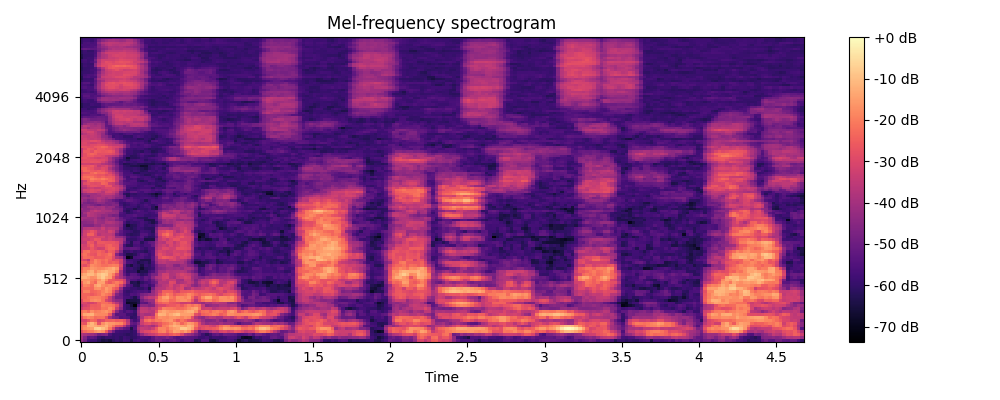 Mel-frequency spectrogram
Hz
4096
2048
1024
512
0
0 0.5 1 1.5 2 2.5 3 3.5 4 4.5
Time
+0 dB
-10 dB
-20 dB
-30 dB
-40 dB
-50 dB
-60 dB
-70 dB